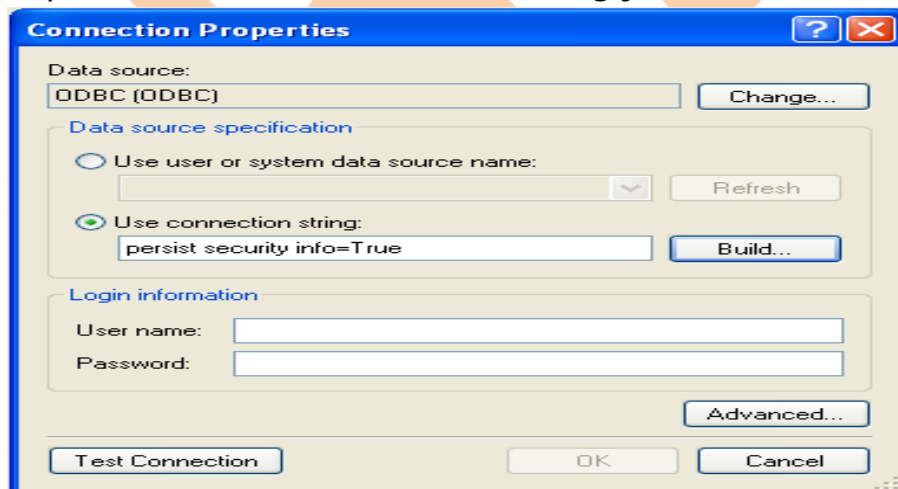 Connection Properties
Data source:
ODBC (ODBC)
Change...
Data source specification
Use user or system data source name:
Refresh
Use connection string:
persist security info=True
Build...
Login information
User name:
Password:
Advanced...
Test Connection
OK
Cancel